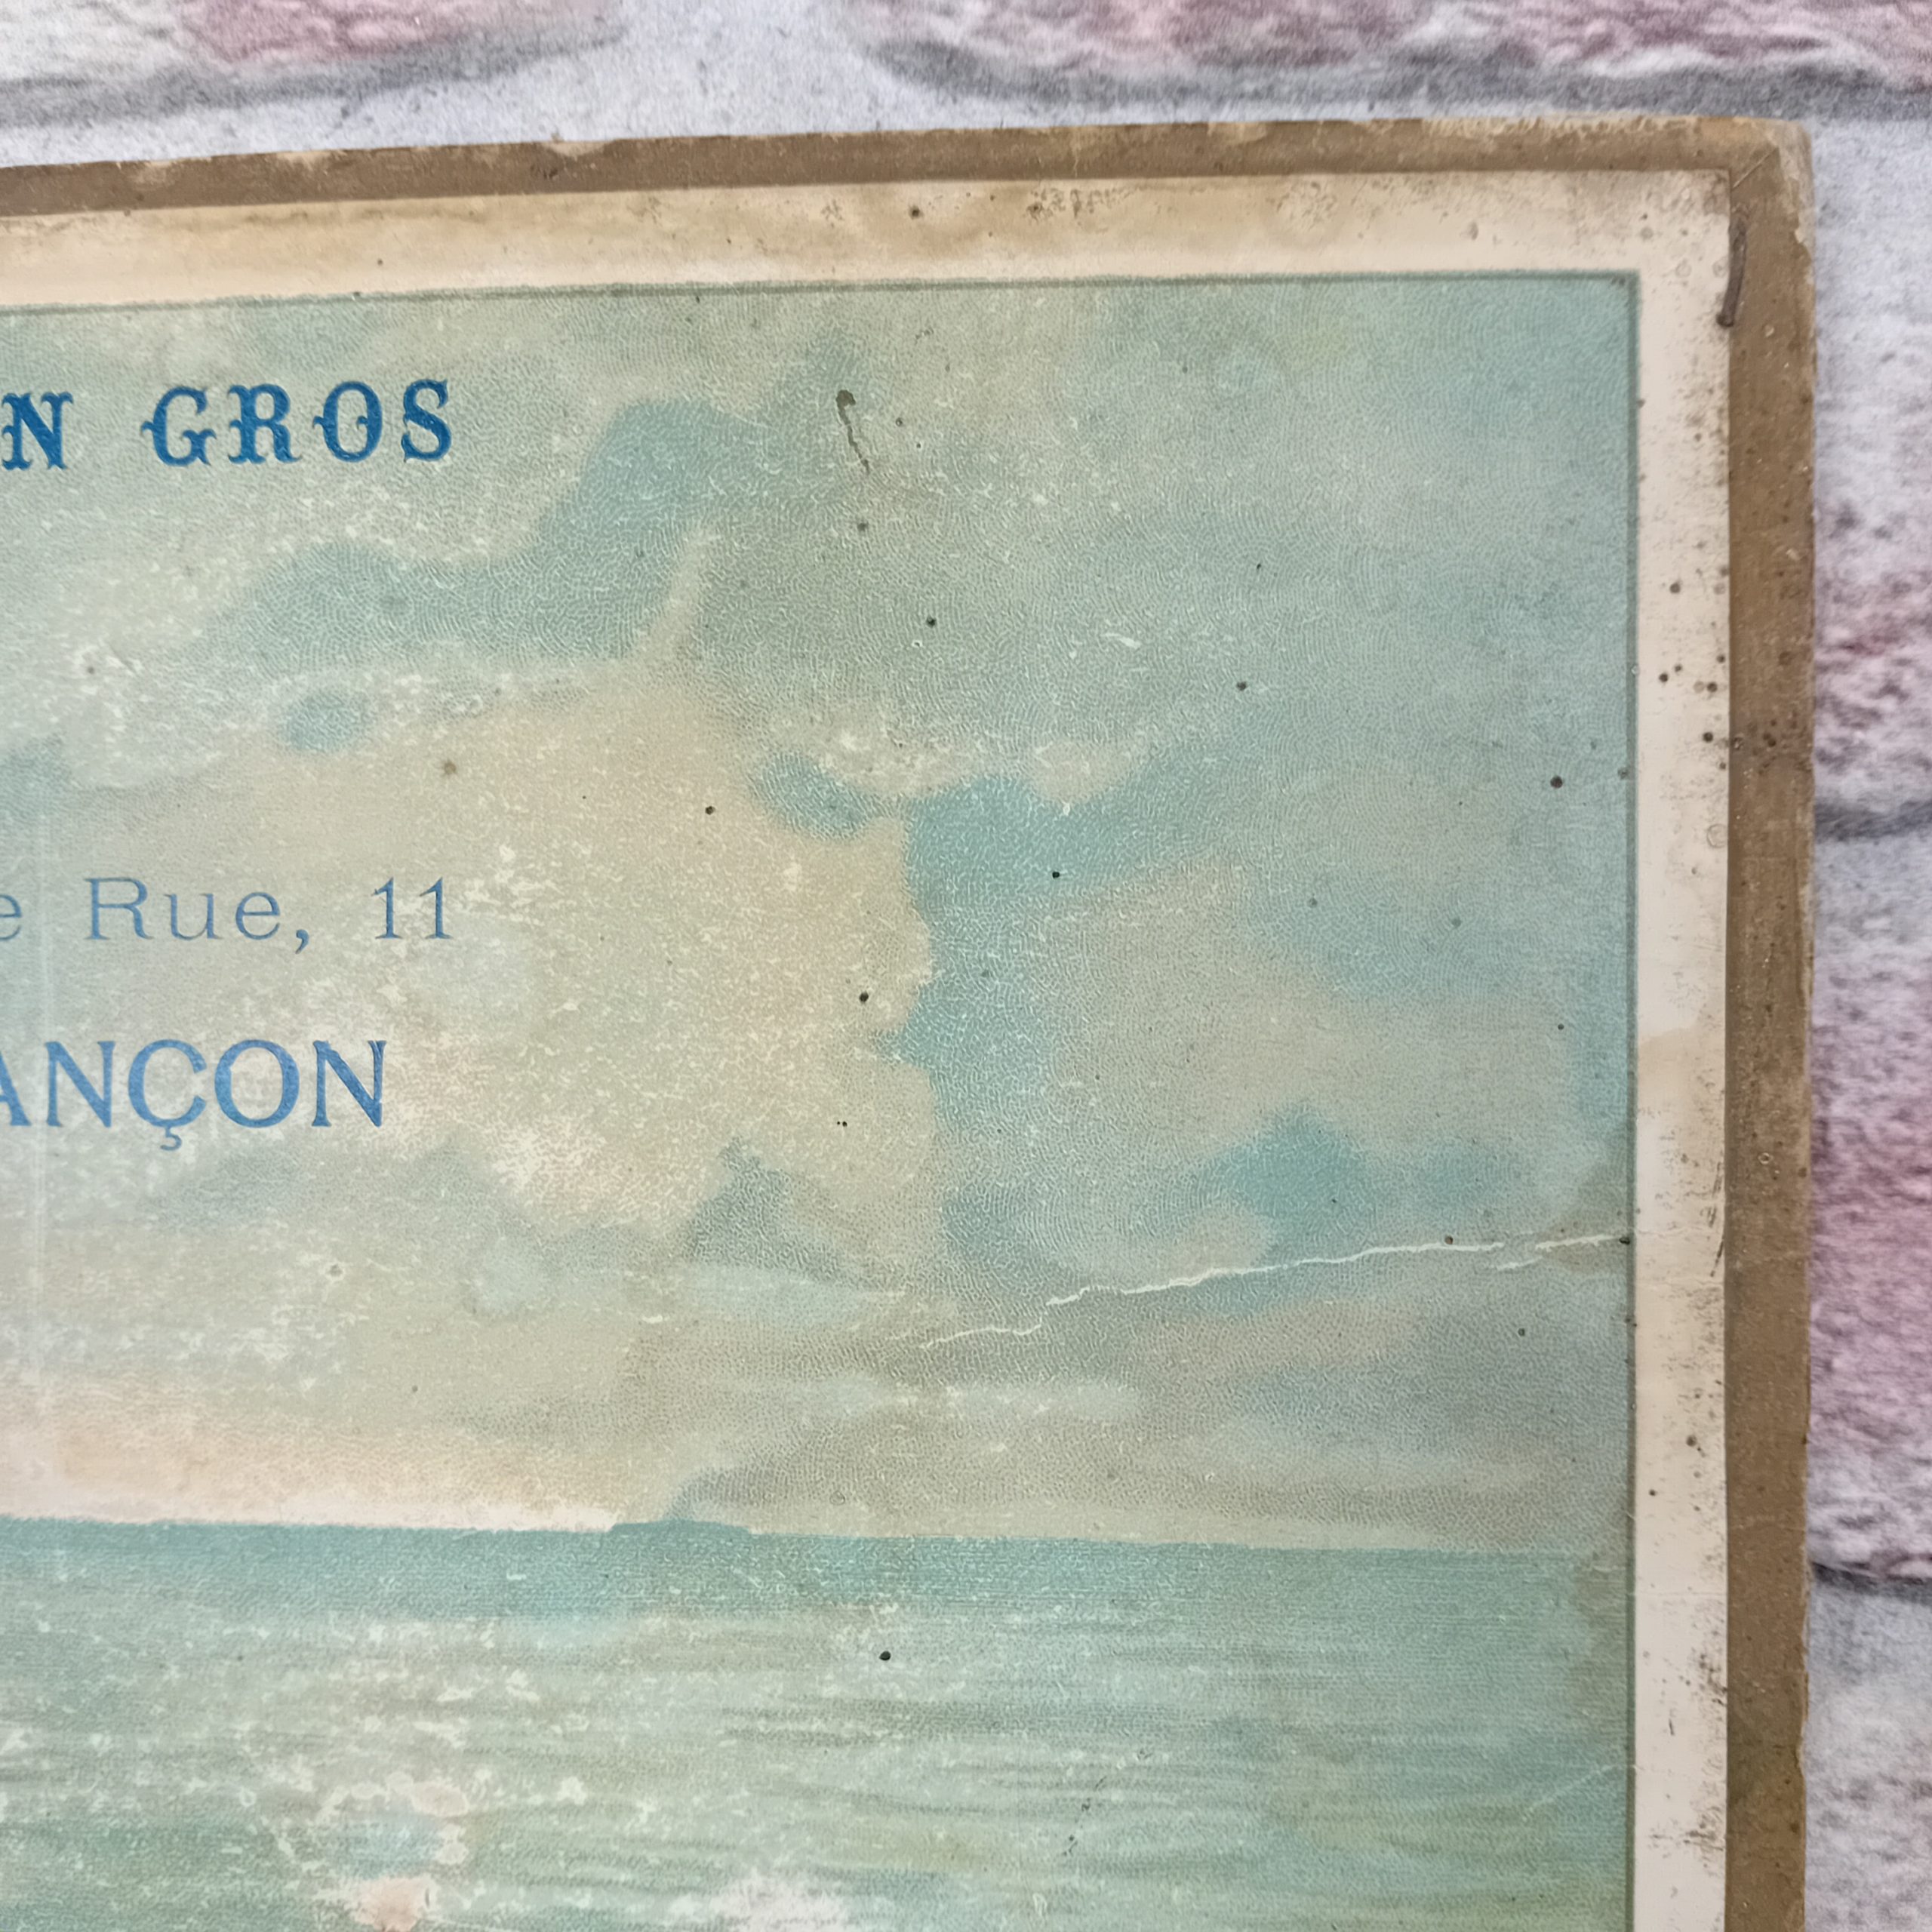 N GROS
e Rue, 11
ANÇON